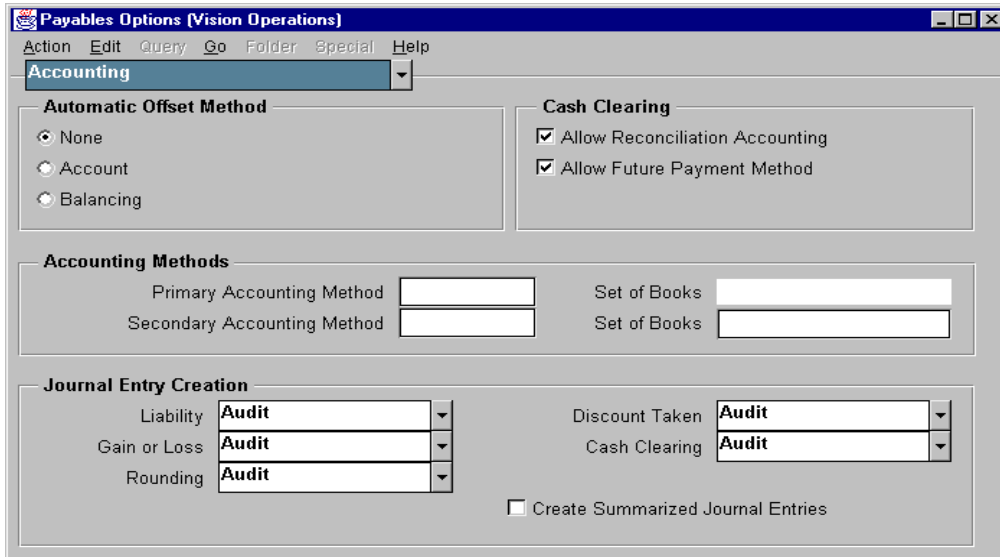 Payables Options (Vision Operations)
Action Edit Query Go Folder Special Help
Accounting
Automatic Offset Method
None
Account
Balancing
Cash Clearing
Allow Reconciliation Accounting
Allow Future Payment Method
Accounting Methods
Primary Accounting Method Set of Books
Secondary Accounting Method Set of Books
Journal Entry Creation
Liability Audit Discount Taken Audit
Gain or Loss Audit Cash Clearing Audit
Rounding Audit
Create Summarized Journal Entries